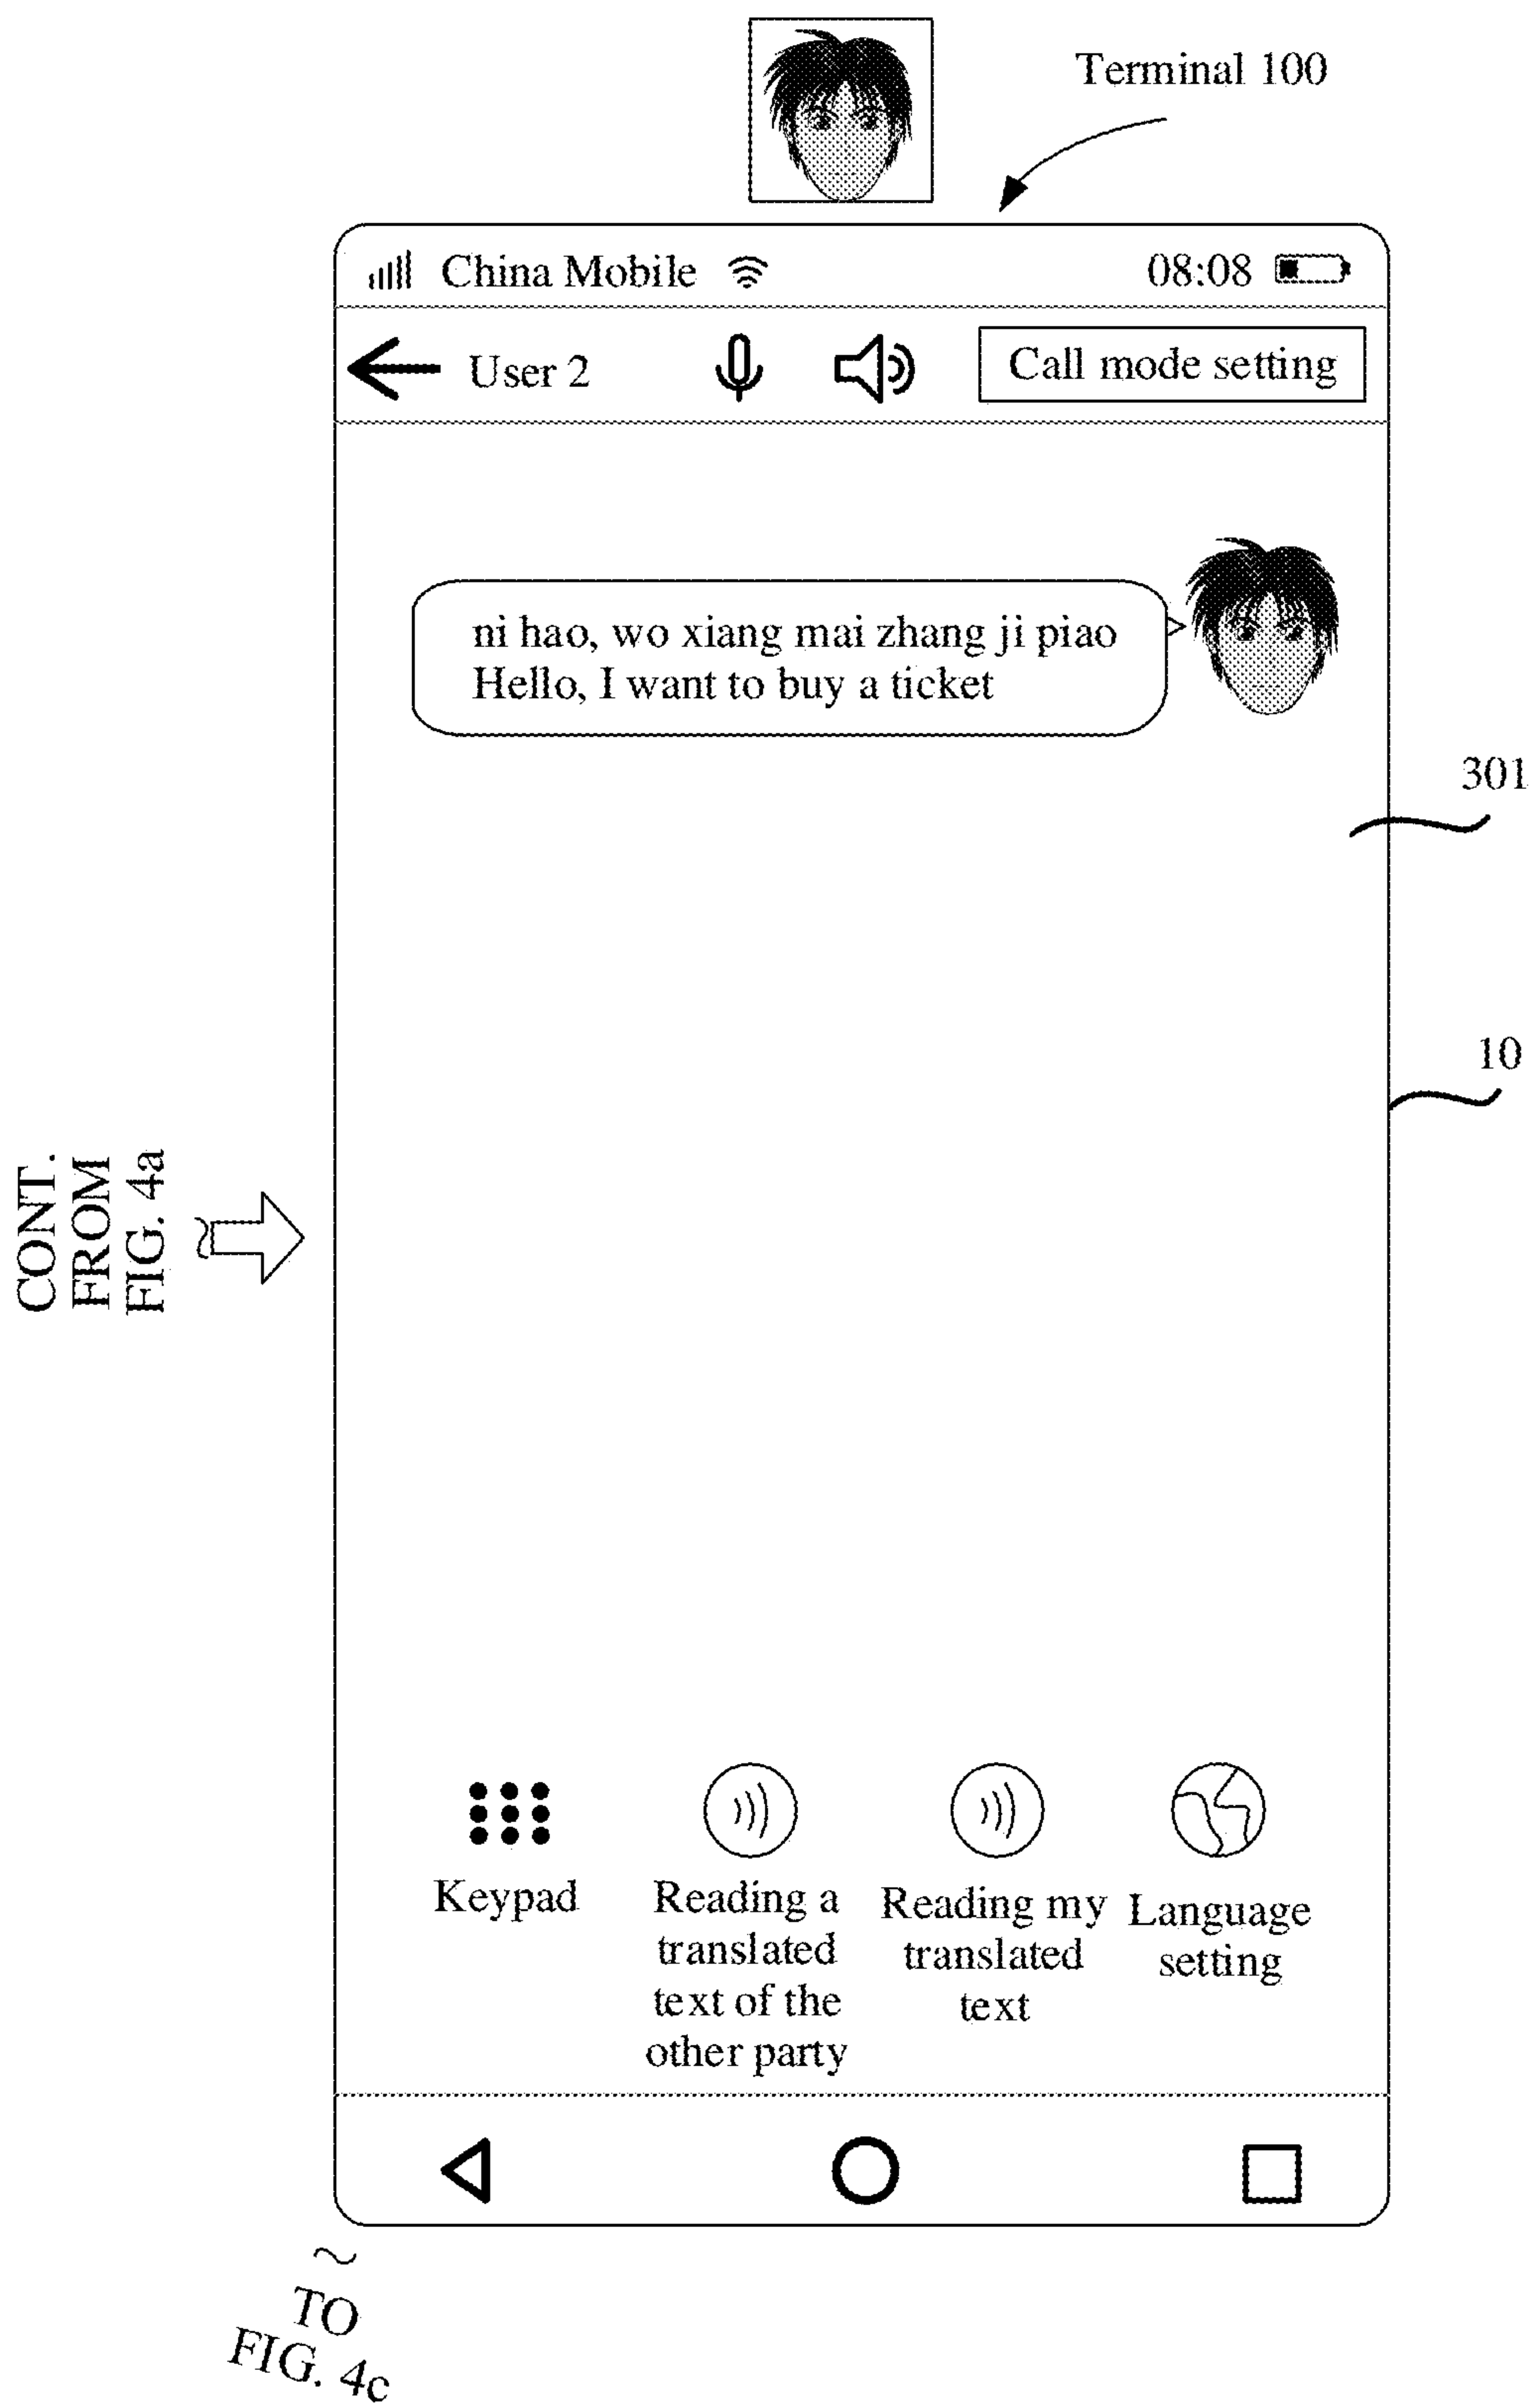 Terminal 100
China Mobile
08:08
User 2
Call mode setting
ni hao, wo xiang mai zhang ji piao
Hello, I want to buy a ticket
301
10
CONT.
FROM
FIG. 4a
Keypad
Reading a
translated
text of the
other party
Reading my
translated
text
Language
setting
TO
FIG. 4c